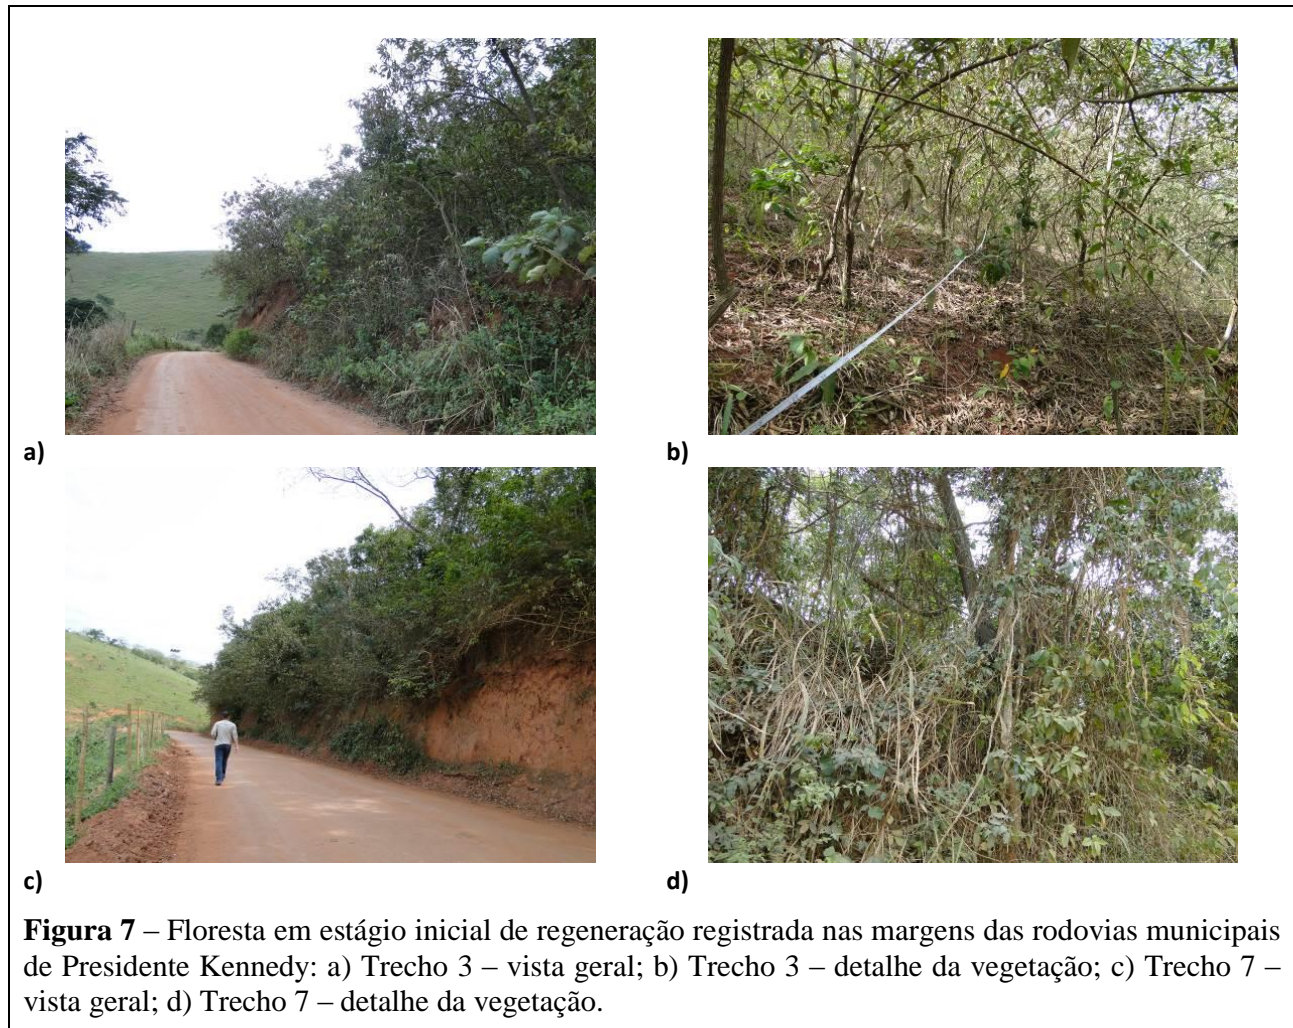 a)
b)
c)
d)
Figura 7 – Floresta em estágio inicial de regeneração registrada nas margens das rodovias municipais
de Presidente Kennedy: a) Trecho 3 – vista geral; b) Trecho 3 – detalhe da vegetação; c) Trecho 7 –
vista geral; d) Trecho 7 – detalhe da vegetação.